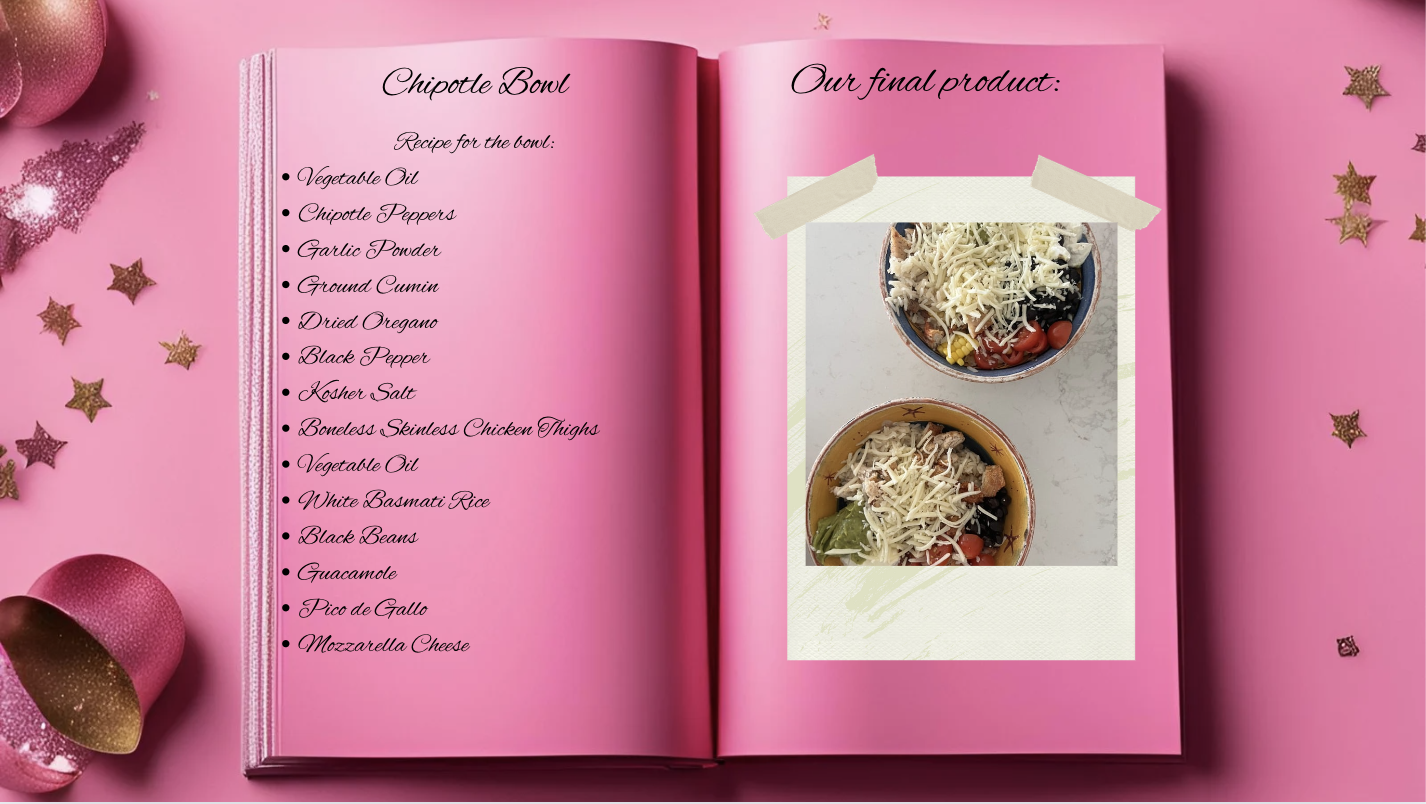 Chipotle Bowl
Recipe for the bowl:
• Vegetable Oil
• Chipotle Peppers
• Garlic Powder
• Ground Cumin
• Dried Oregano
• Black Pepper
• Kosher Salt
• Boneless Skinless Chicken Thighs
• Vegetable Oil
• White Basmati Rice
• Black Beans
• Guacamole
• Pico de Gallo
• Mozzarella Cheese
Our final product: